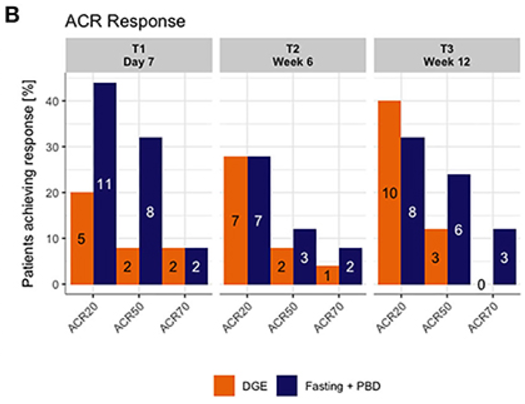 B
ACR Response
T1
Day 7
T2
Week 6
T3
Week 12
Patients achieving response [%]
40
30
20
10
0
5
11
2
8
2
2
7
7
2
3
1
2
10
8
3
6
0
3
ACR20
ACR50
ACR70
ACR20
ACR50
ACR70
ACR20
ACR50
ACR70
DGE
Fasting + PBD